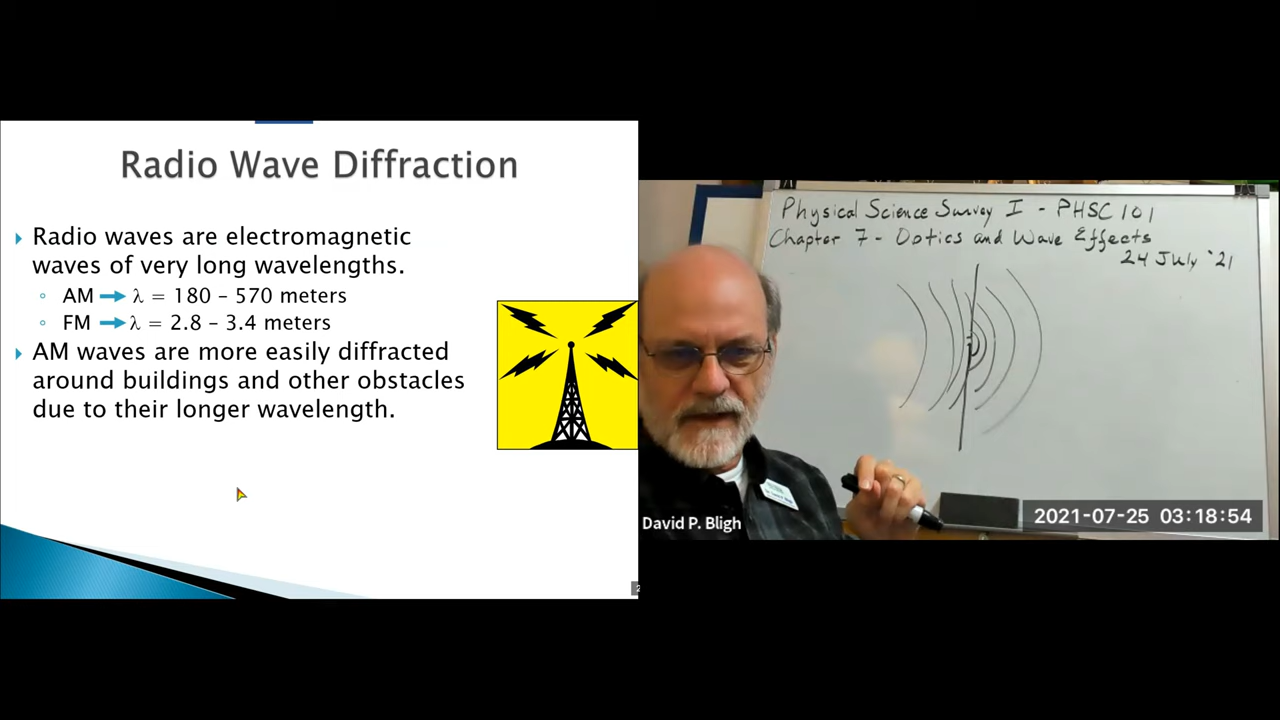 Radio Wave Diffraction
Radio waves are electromagnetic
waves of very long wavelengths.
AM → λ = 180 – 570 meters
FM → λ = 2.8 – 3.4 meters
AM waves are more easily diffracted
around buildings and other obstacles
due to their longer wavelength.
Physical Science Survey I - PHSC 101
Chapter 7 - Optics and Wave Effects
24 July '21
David P. Bligh
2021-07-25 03:18:54